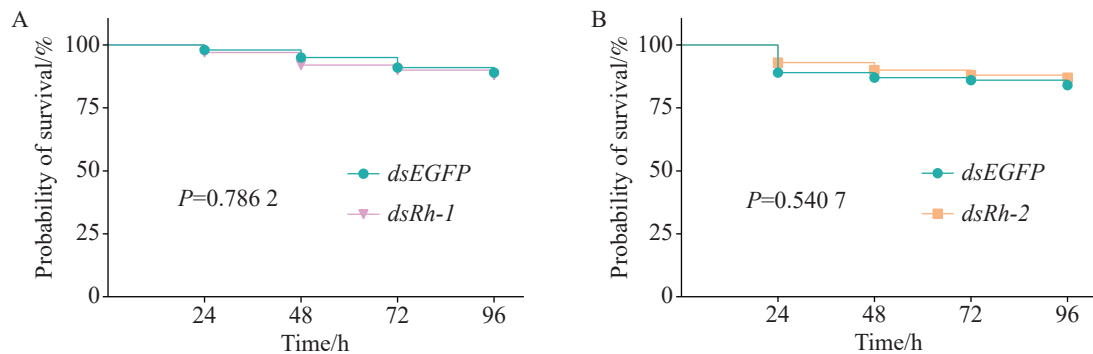 A
Probability of survival/%
100
75
50
25
0
dsEGFP
P=0.786 2
dsRh-1
24 48 72 96
Time/h
B
Probability of survival/%
100
75
50
25
0
dsEGFP
P=0.540 7
dsRh-2
24 48 72 96
Time/h